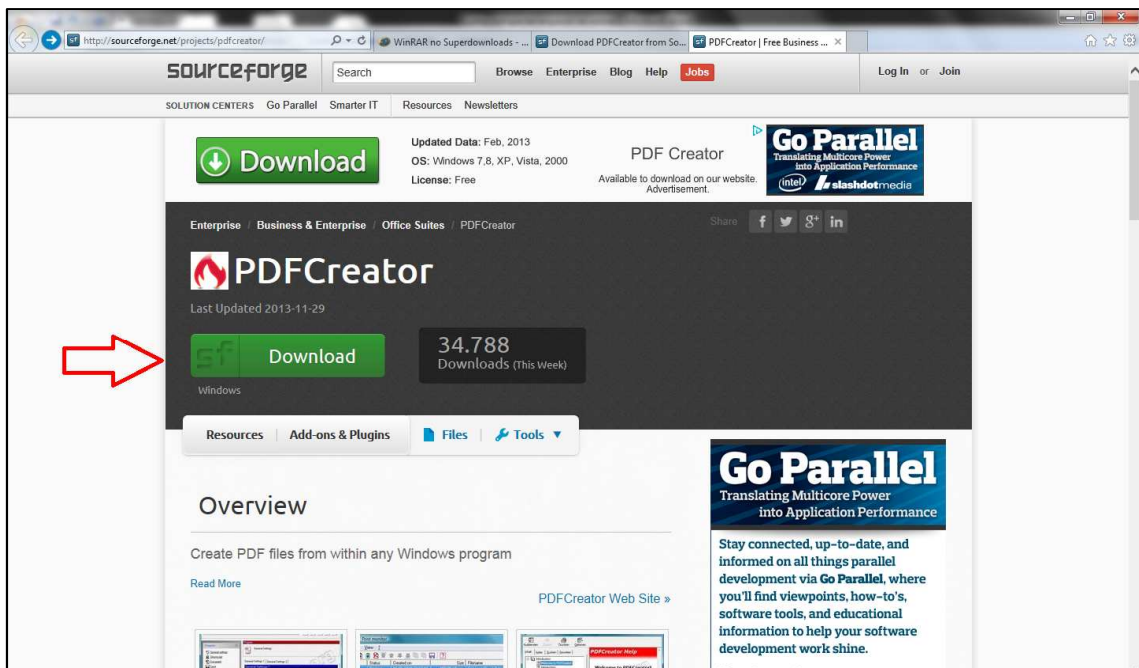 http://sourceforge.net/projects/pdfcreator/
WinRAR no Superdownloads - ...
Download PDFCreator from So...
PDFCreator | Free Business ...
sourceforge
Search
Browse Enterprise Blog Help Jobs
Log In or Join
SOLUTION CENTERS Go Parallel Smarter IT Resources Newsletters
Download
Updated Data: Feb, 2013
OS: Windows 7,8, XP, Vista, 2000
License: Free
PDF Creator
Available to download on our website.
Advertisement.
Go Parallel
Translating Multicore Power
into Application Performance
intel slashdotmedia
Enterprise / Business & Enterprise / Office Suites / PDFCreator
Share
PDFCreator
Last Updated 2013-11-29
sf Download
34.788
Downloads (This Week)
Windows
Resources Add-ons & Plugins Files Tools
Overview
Create PDF files from within any Windows program
Read More
PDFCreator Web Site »
Go Parallel
Translating Multicore Power
into Application Performance
Stay connected, up-to-date, and
informed on all things parallel
development via Go Parallel, where
you'll find viewpoints, how-to's,
software tools, and educational
information to help your software
development work shine.
PDFCreator Help